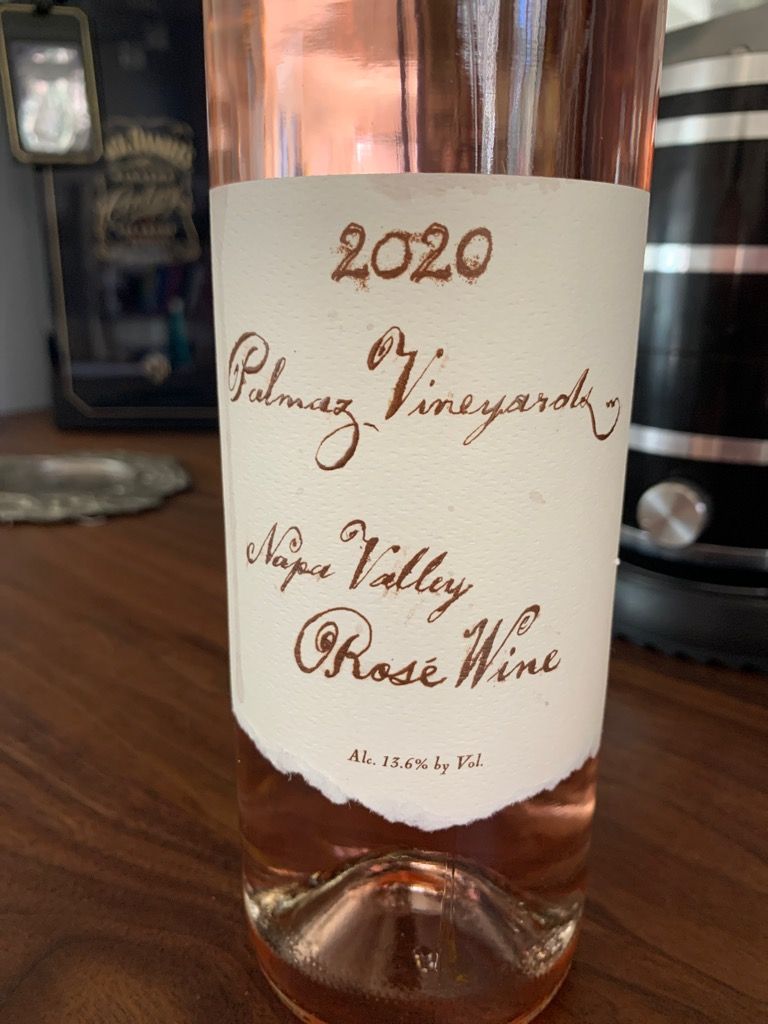 2020
Palmaz Vineyards
Napa Valley
Rosé Wine
Alc. 13.6% by Vol.